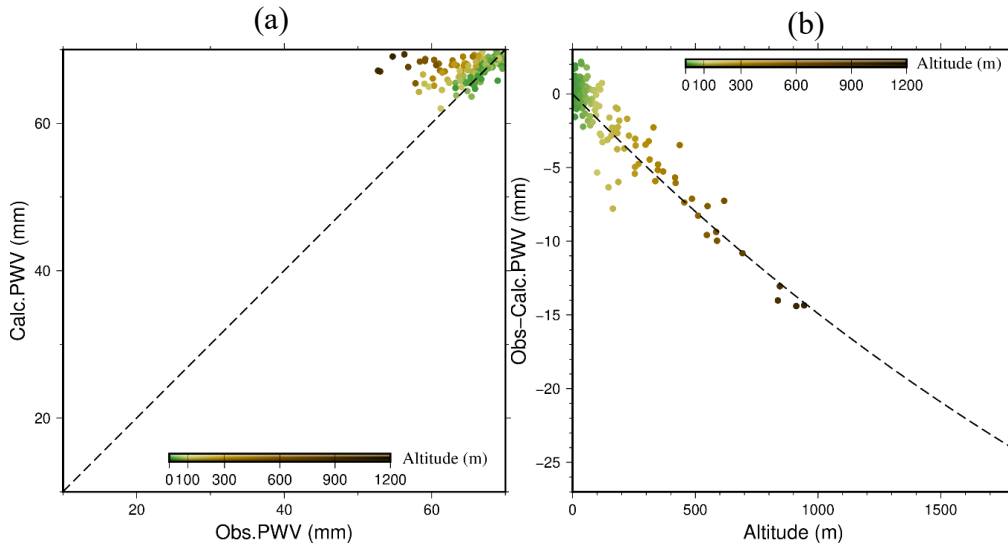 (a)
(b)
60
40
20
Calc.PWV (mm)
0 100 300 600 900 1200
Altitude (m)
20 40 60
Obs.PWV (mm)
0 100 300 600 900 1200
Altitude (m)
0
−5
−10
−15
−20
−25
Obs−Calc.PWV (mm)
0 500 1000 1500
Altitude (m)